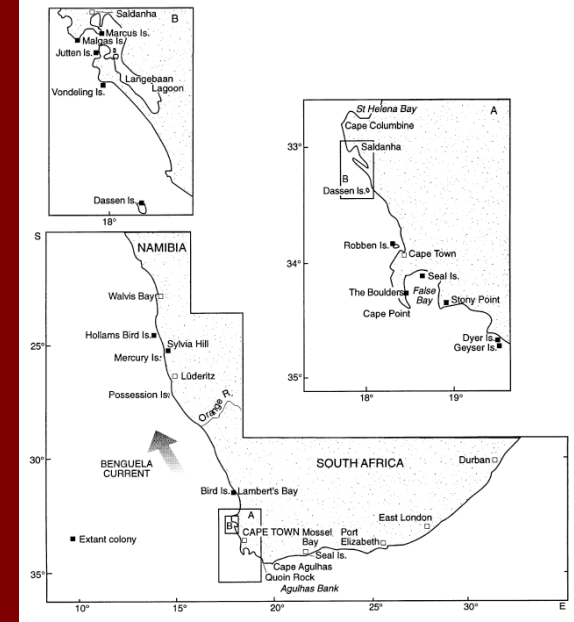 B
Saldanha
Marcus Is.
Malgas Is.
Jutten Is.
Langebaan
Lagoon
Vondeling Is.
Dassen Is.
18°
A
St Helena Bay
Cape Columbine
33°
Saldanha
B
Dassen Is.
Robben Is.
Cape Town
34°
Seal Is.
The Boulders
False
Bay
Stony Point
Cape Point
Dyer Is.
Geyser Is.
35°
18°
19°
S
NAMIBIA
Walvis Bay
Hollams Bird Is.
Sylvia Hill
25°
Mercury Is.
Lüderitz
Possession Is.
Orange R.
BENGUELA
CURRENT
30°
SOUTH AFRICA
Durban
Bird Is.
Lambert's Bay
A
B
East London
Extant colony
CAPE TOWN
Mossel
Bay
Port
Elizabeth
Seal Is.
Cape Agulhas
Quoin Rock
Agulhas Bank
35°
10°
15°
20°
25°
30°
E